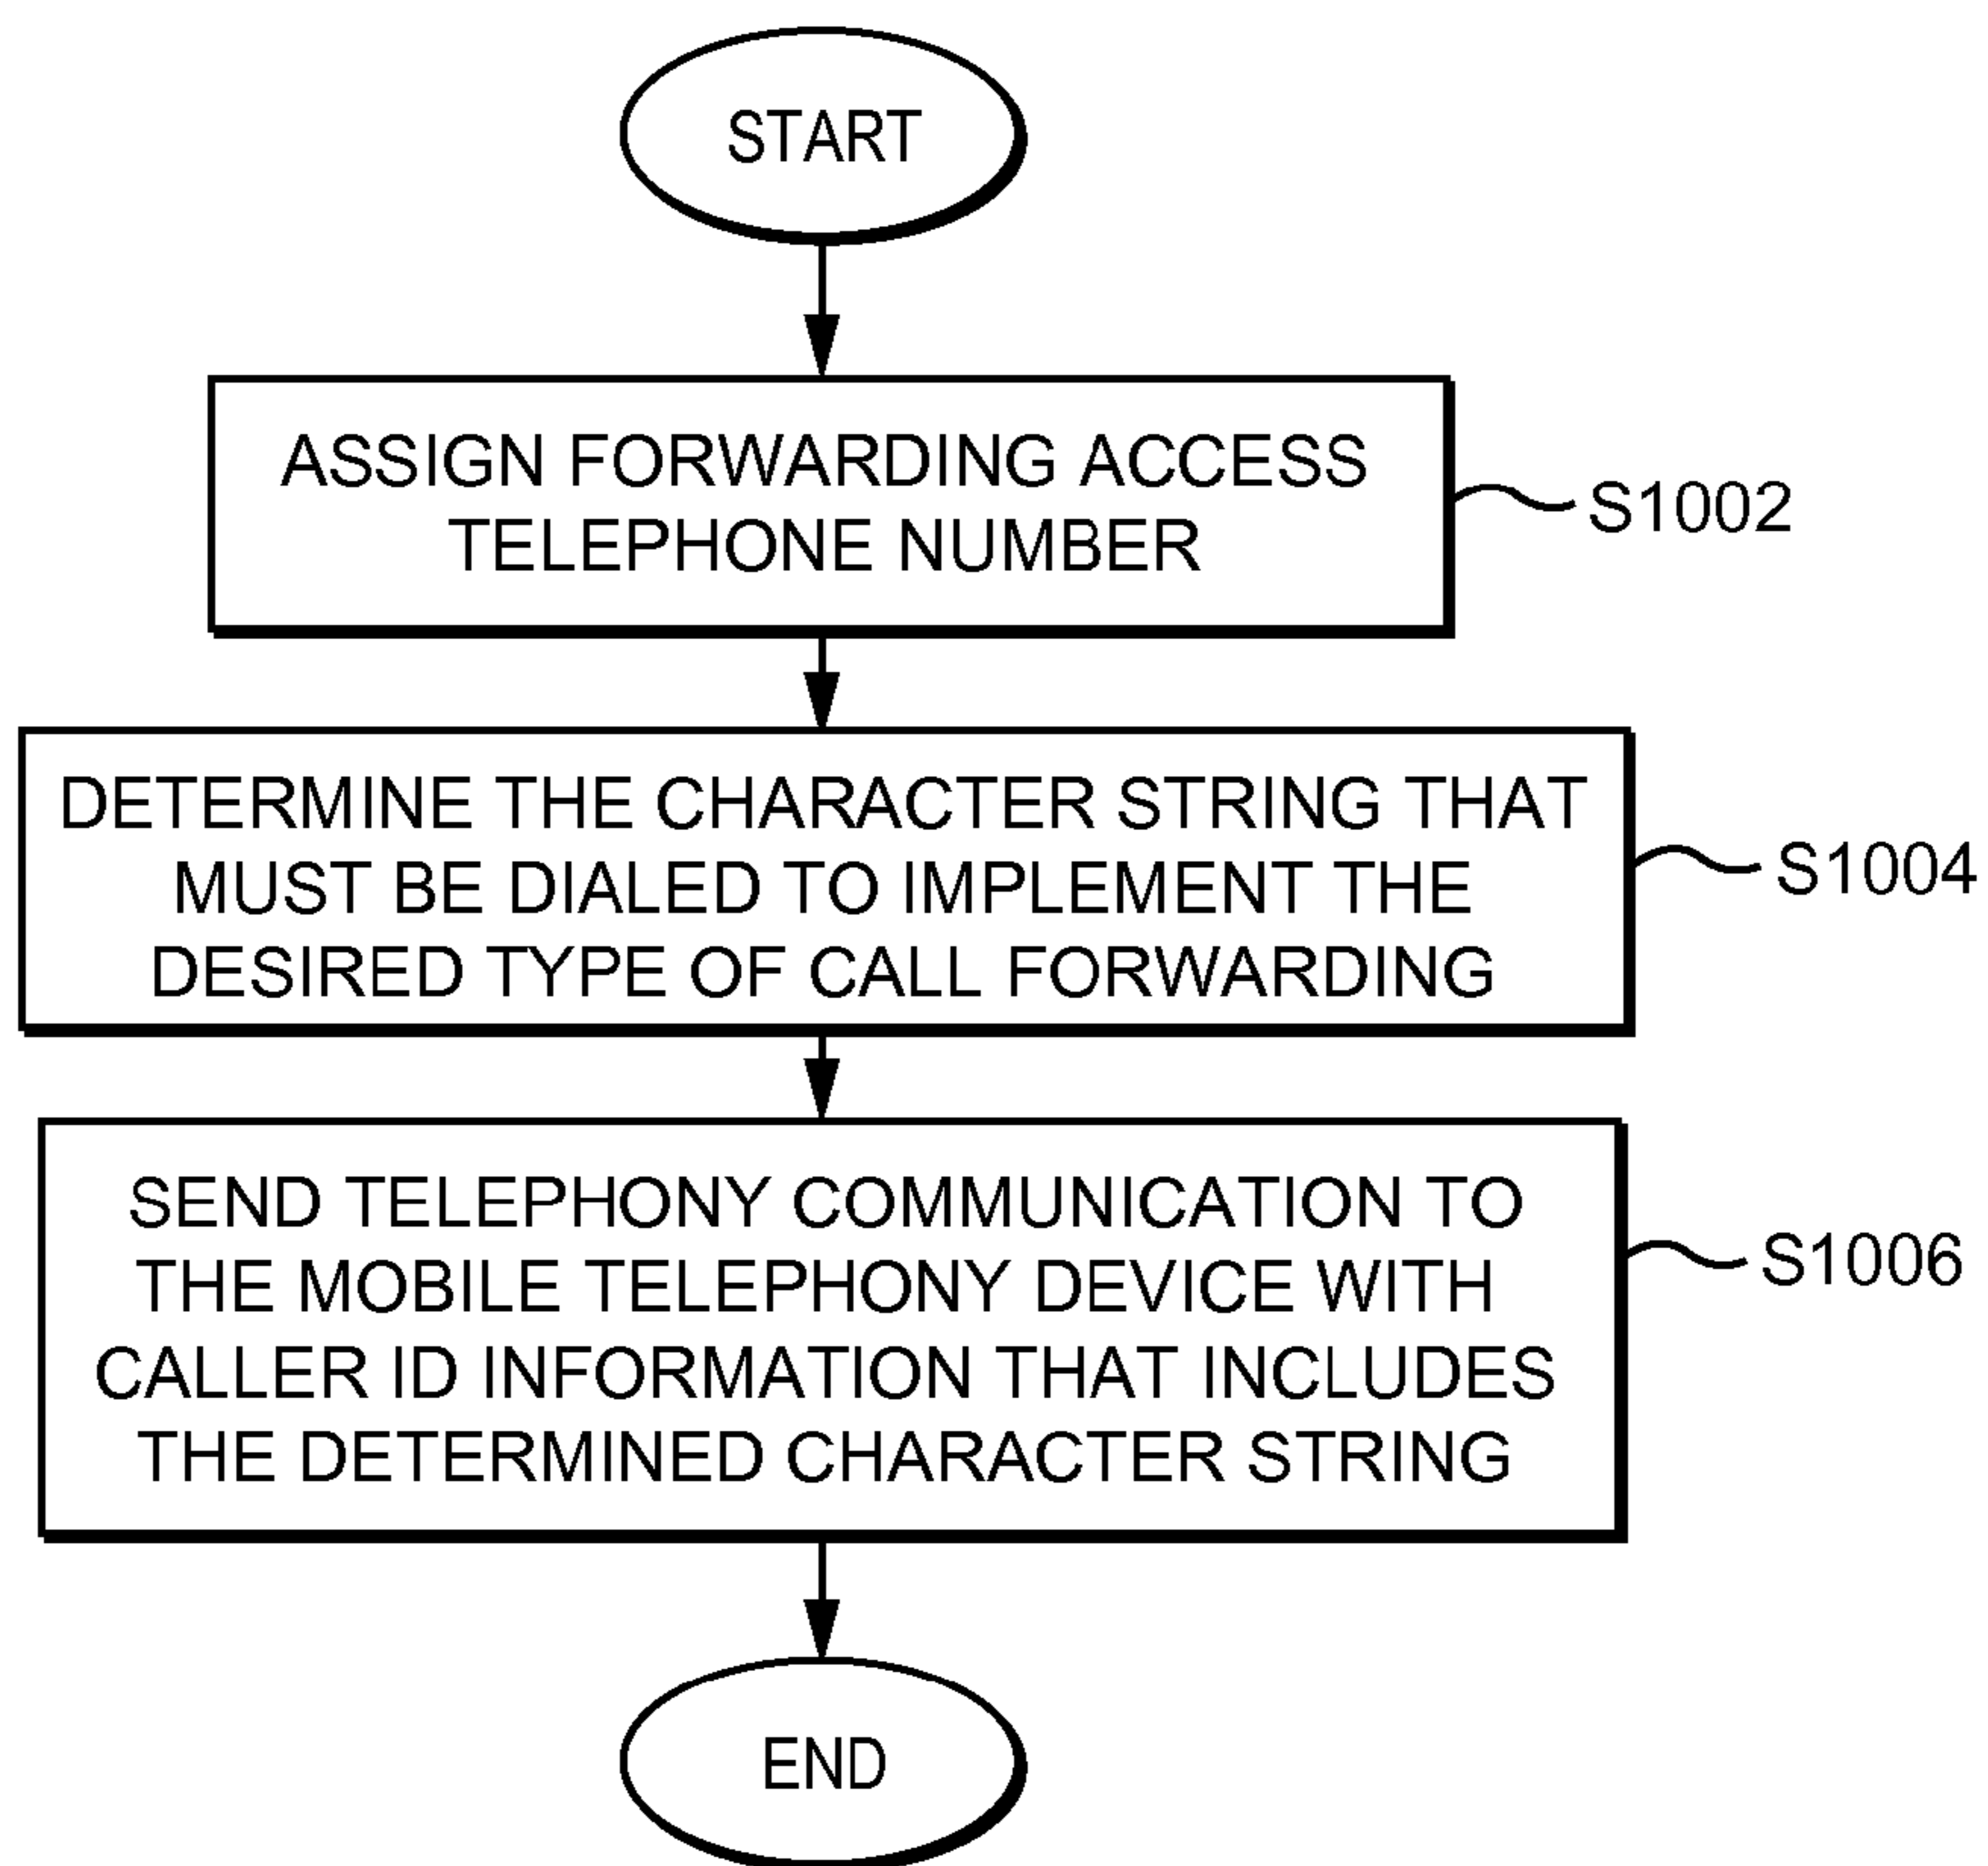 START
ASSIGN FORWARDING ACCESS
TELEPHONE NUMBER
S1002
DETERMINE THE CHARACTER STRING THAT
MUST BE DIALED TO IMPLEMENT THE
DESIRED TYPE OF CALL FORWARDING
S1004
SEND TELEPHONY COMMUNICATION TO
THE MOBILE TELEPHONY DEVICE WITH
CALLER ID INFORMATION THAT INCLUDES
THE DETERMINED CHARACTER STRING
S1006
END